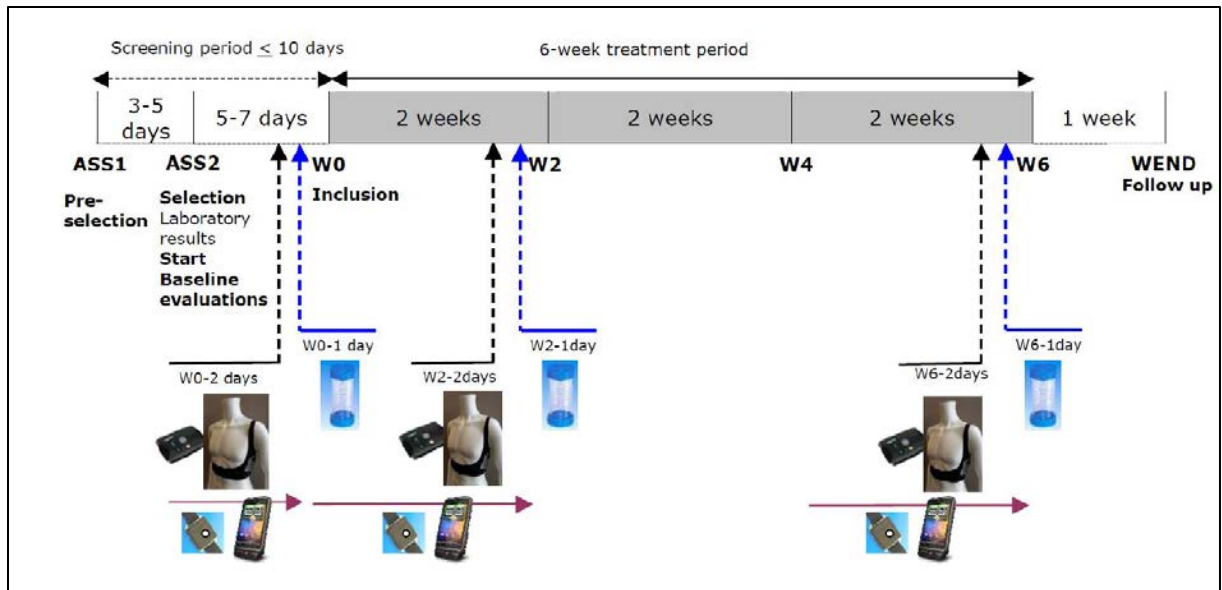 Screening period ≤ 10 days
6-week treatment period
3-5
days
5-7 days
2 weeks
2 weeks
2 weeks
1 week
ASS1
ASS2
W0
W2
W4
W6
WEND
Follow up
Pre-
selection
Selection
Laboratory
results
Start
Baseline
evaluations
Inclusion
W0-1 day
W2-1day
W6-1day
W0-2 days
W2-2days
W6-2days